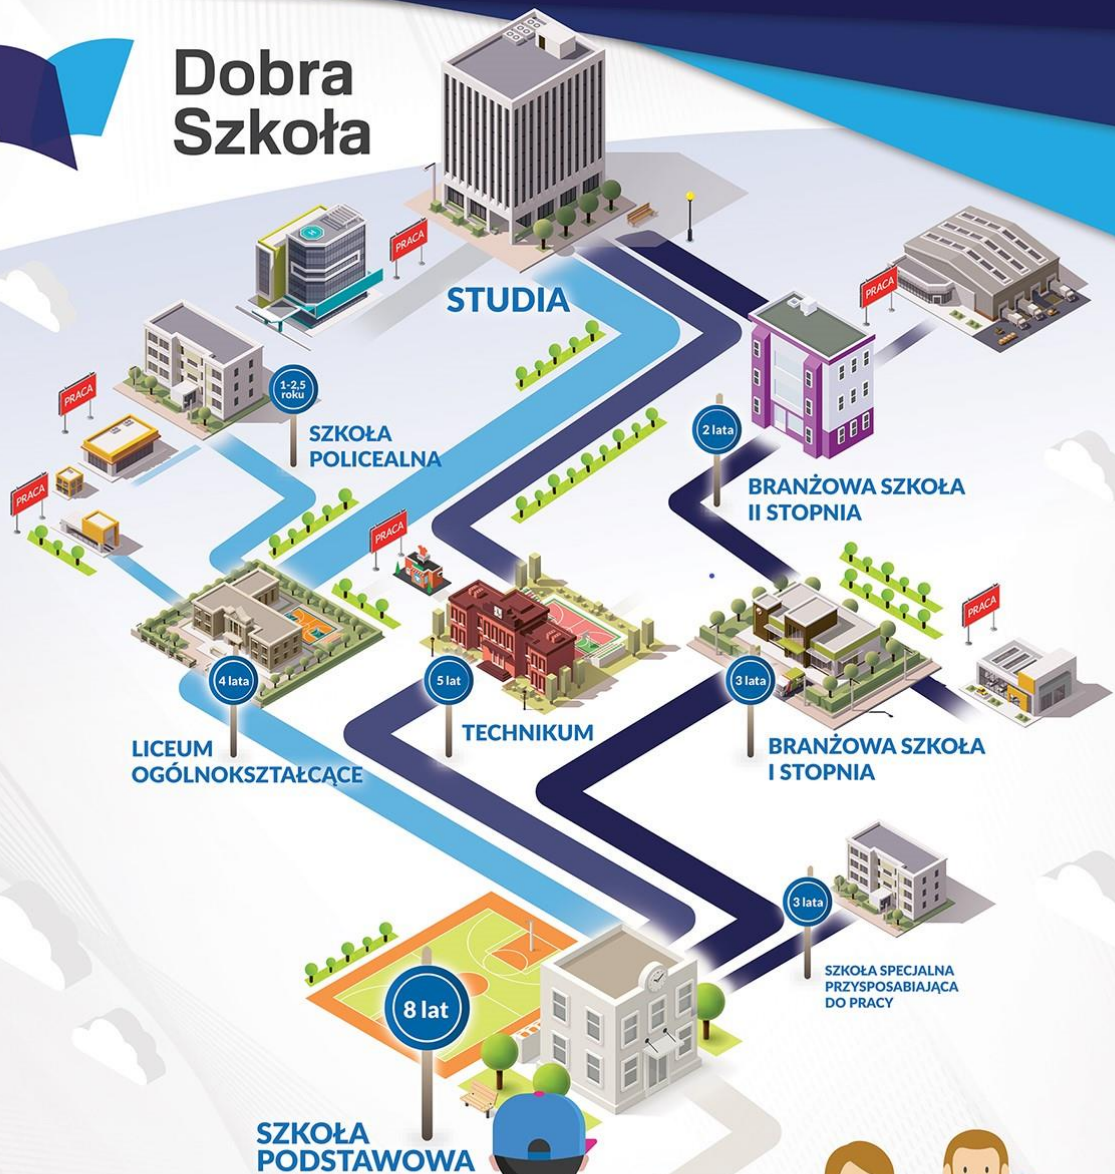 Dobra
Szkoła
PRACA
STUDIA
PRACA
1-2,5
roku
PRACA
SZKOŁA
POLICEALNA
2 lata
BRANŻOWA SZKOŁA
II STOPNIA
PRACA
PRACA
PRACA
4 lata
5 lat
3 lata
LICEUM
OGÓLNOKSZTAŁCĄCE
TECHNIKUM
BRANŻOWA SZKOŁA
I STOPNIA
3 lata
SZKOŁA SPECJALNA
PRZYSPOSABIAJĄCA
DO PRACY
8 lat
SZKOŁA
PODSTAWOWA